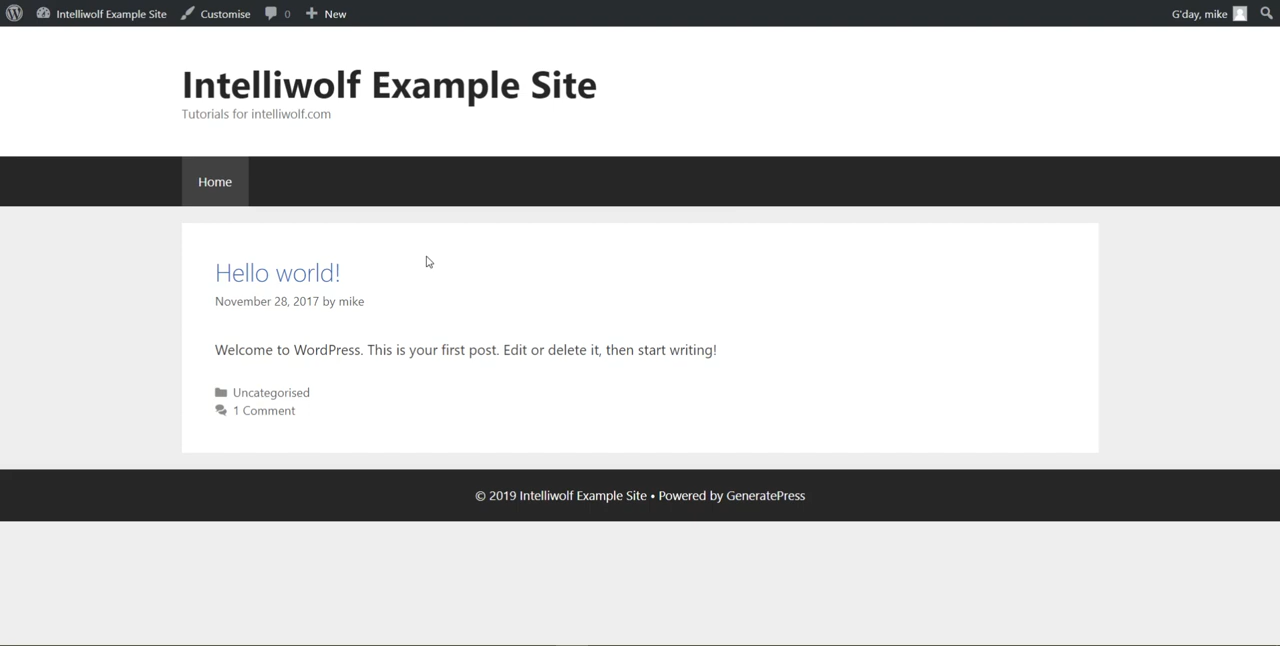 Intelliwolf Example Site Customise 0 New G'day, mike
Intelliwolf Example Site
Tutorials for intelliwolf.com
Home
Hello world!
November 28, 2017 by mike
Welcome to WordPress. This is your first post. Edit or delete it, then start writing!
Uncategorised
1 Comment
© 2019 Intelliwolf Example Site • Powered by GeneratePress